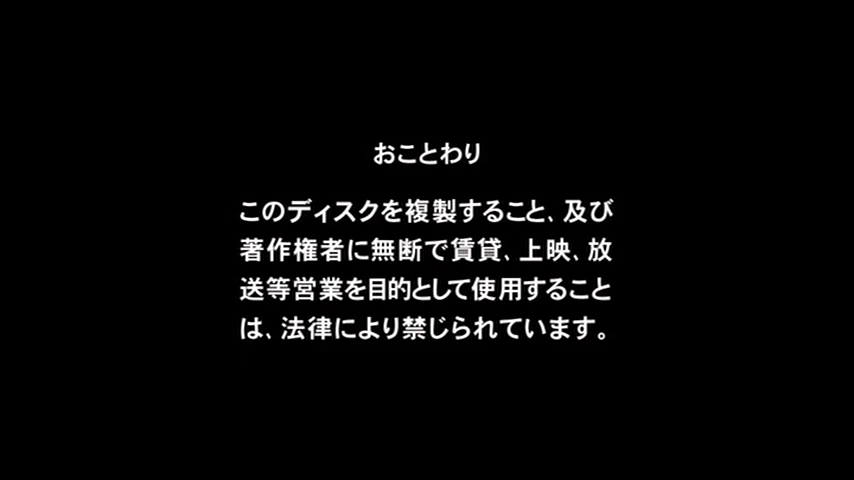 おことわり
このディスクを複製すること、及び
著作権者に無断で賃貸、上映、放
送等営業を目的として使用すること
は、法律により禁じられています。